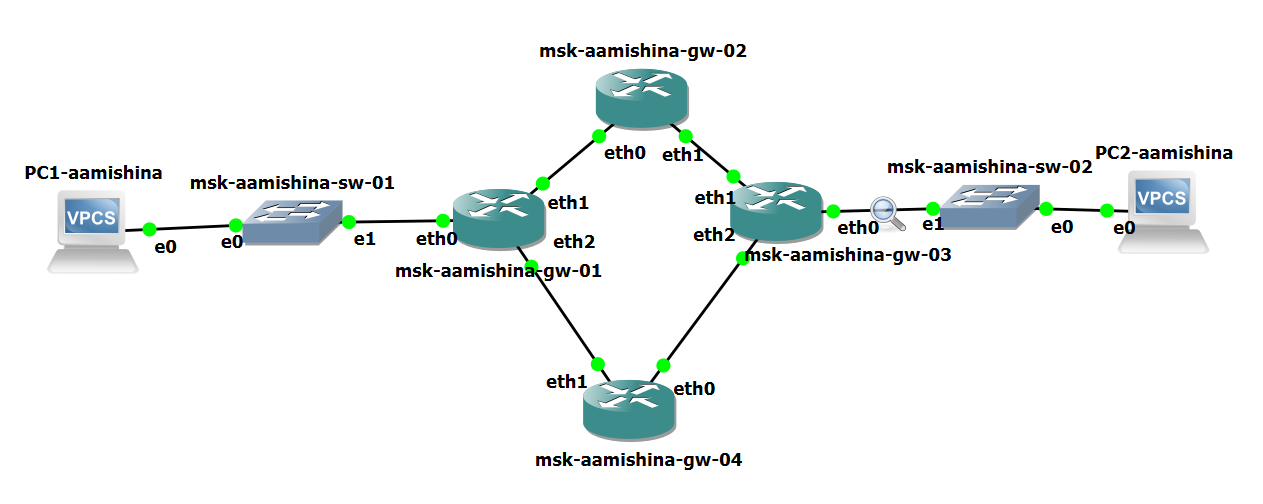 msk-aamishina-gw-02
eth0
eth1
PC1-aamishina
VPCS
e0
msk-aamishina-sw-01
e0
e1
eth0
eth1
eth2
msk-aamishina-gw-01
eth1
eth2
eth0
msk-aamishina-gw-03
msk-aamishina-sw-02
e1
e0
PC2-aamishina
VPCS
e0
eth1
eth0
msk-aamishina-gw-04